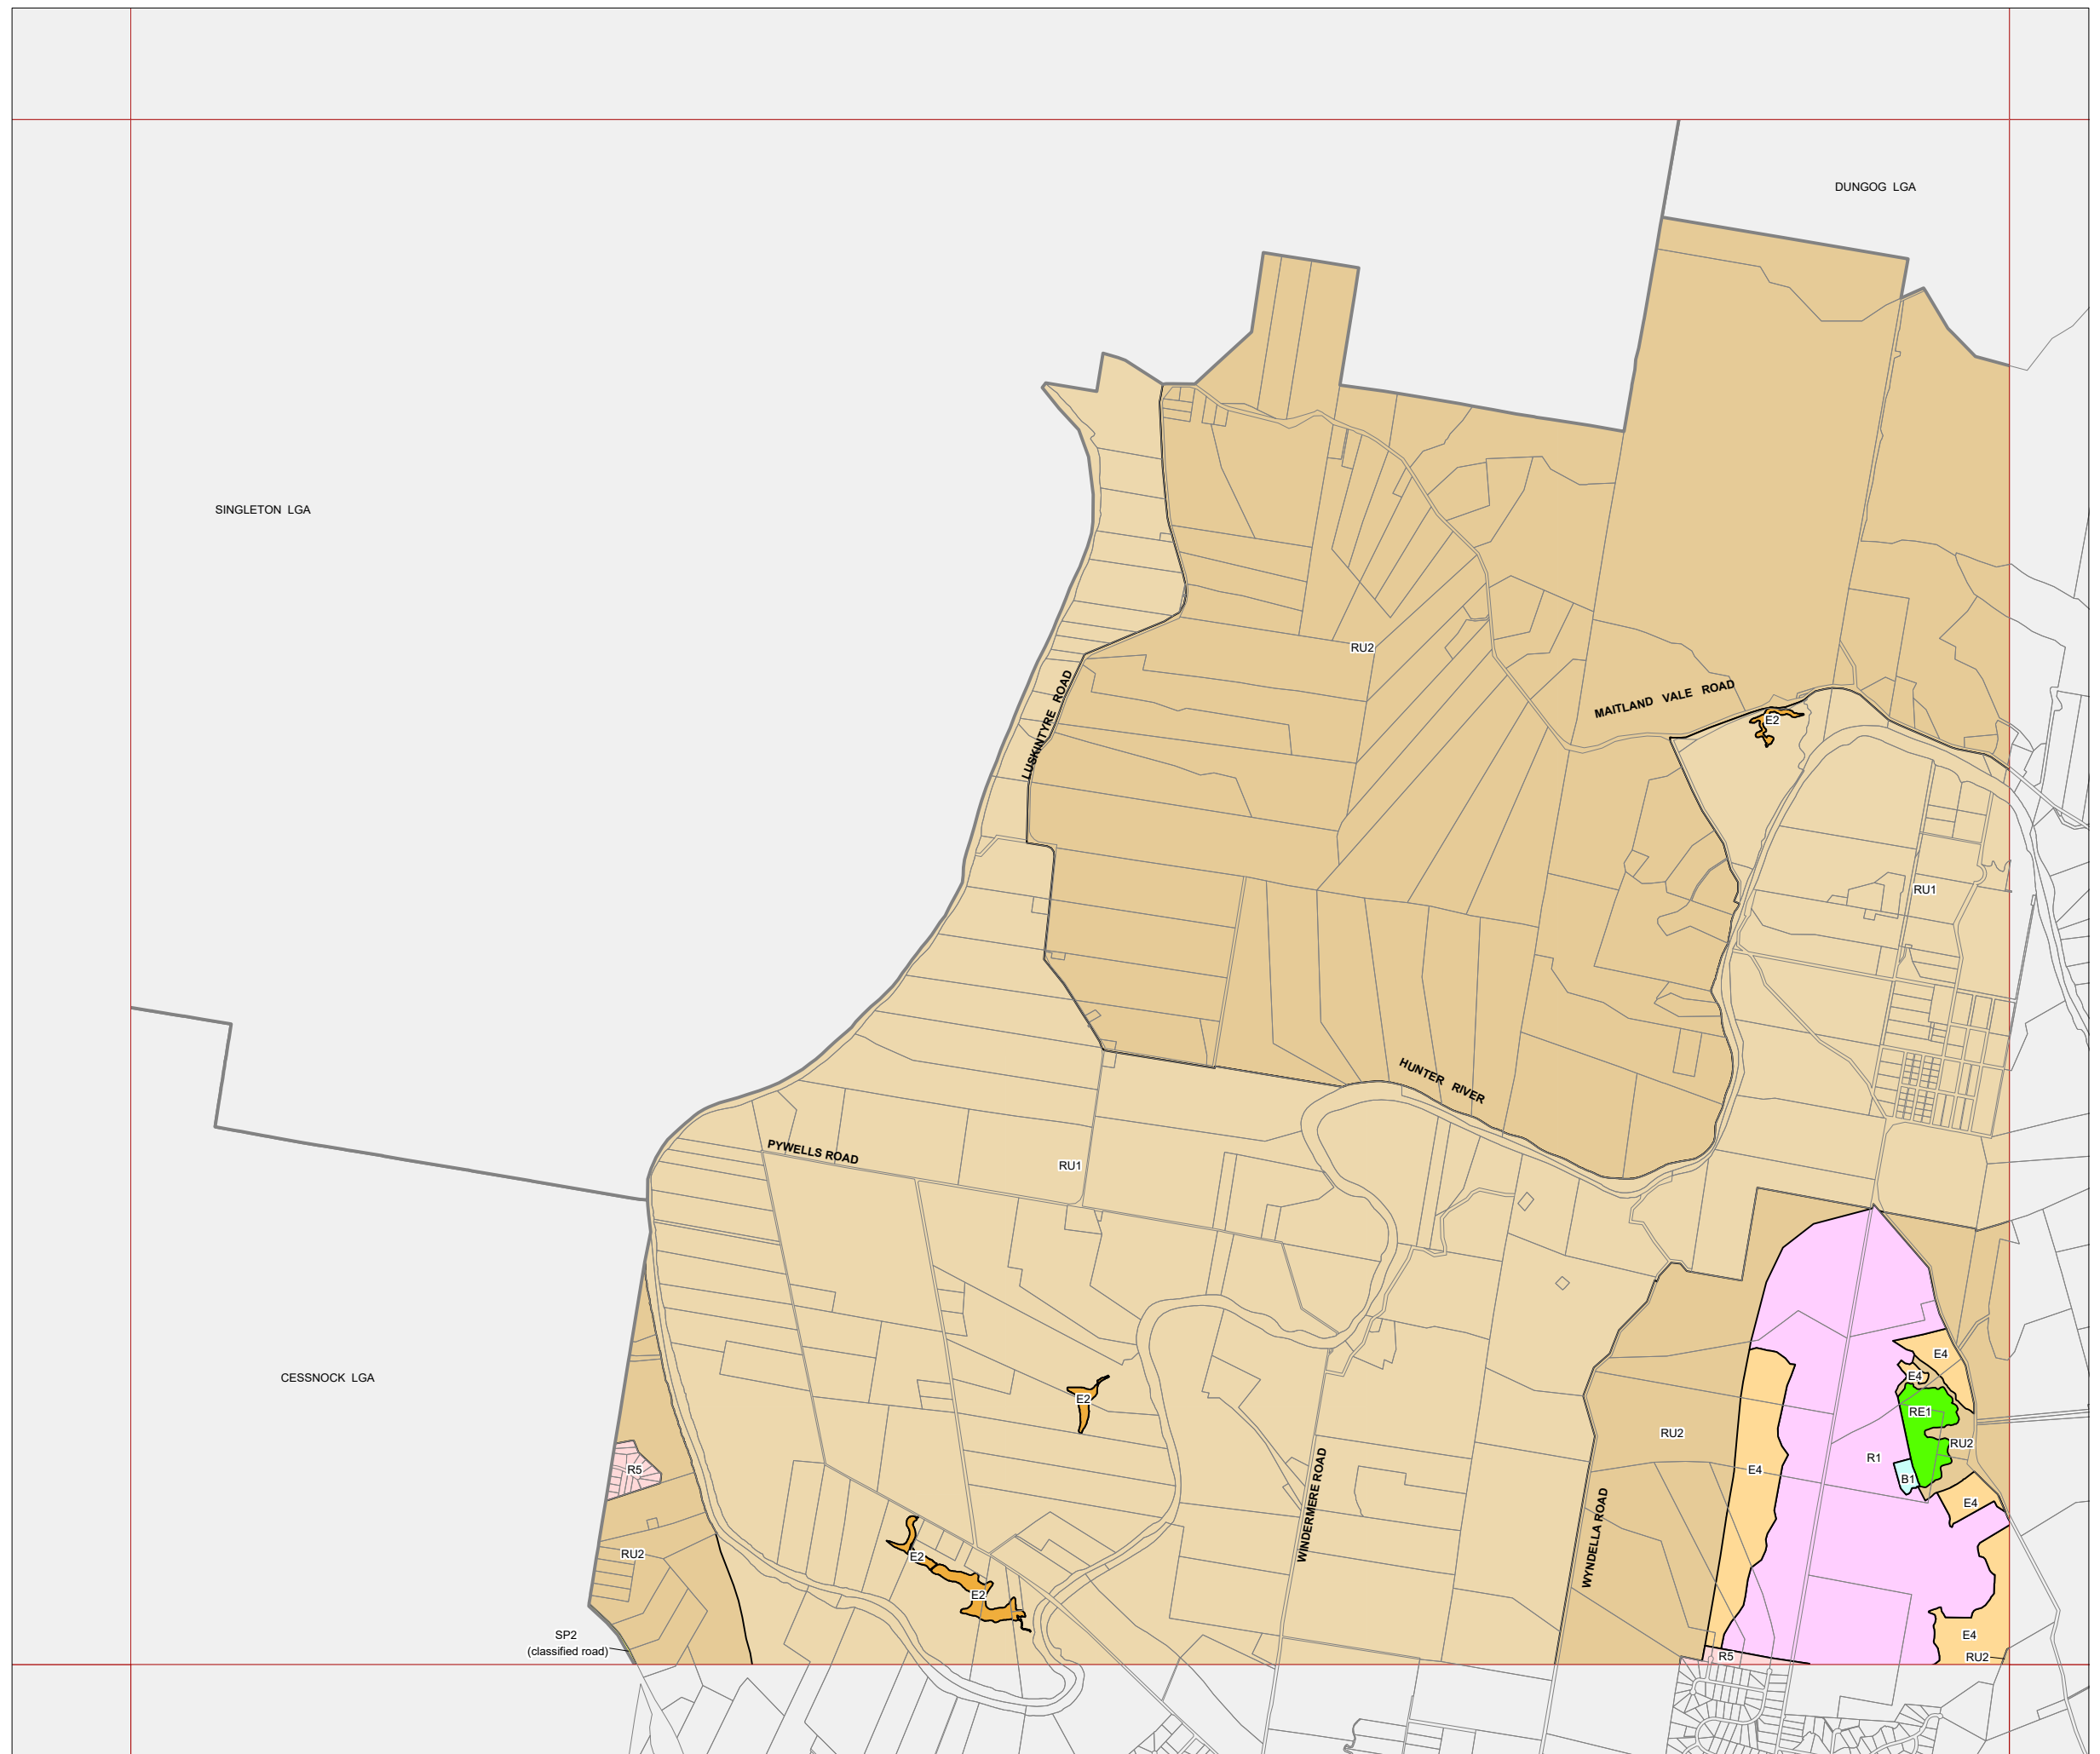 DUNGOG LGA
SINGLETON LGA
RU2
LUSKINTYRE ROAD
MAITLAND VALE ROAD
E2
RU1
HUNTER RIVER
PYWELLS ROAD
RU1
E4
E4
CESSNOCK LGA
E2
RE1
RU2
RU2
R1
E4
R5
B1
E4
WINDERMERE ROAD
WYNDELLA ROAD
RU2
E2
E2
SP2
(classified road)
E4
R5
RU2